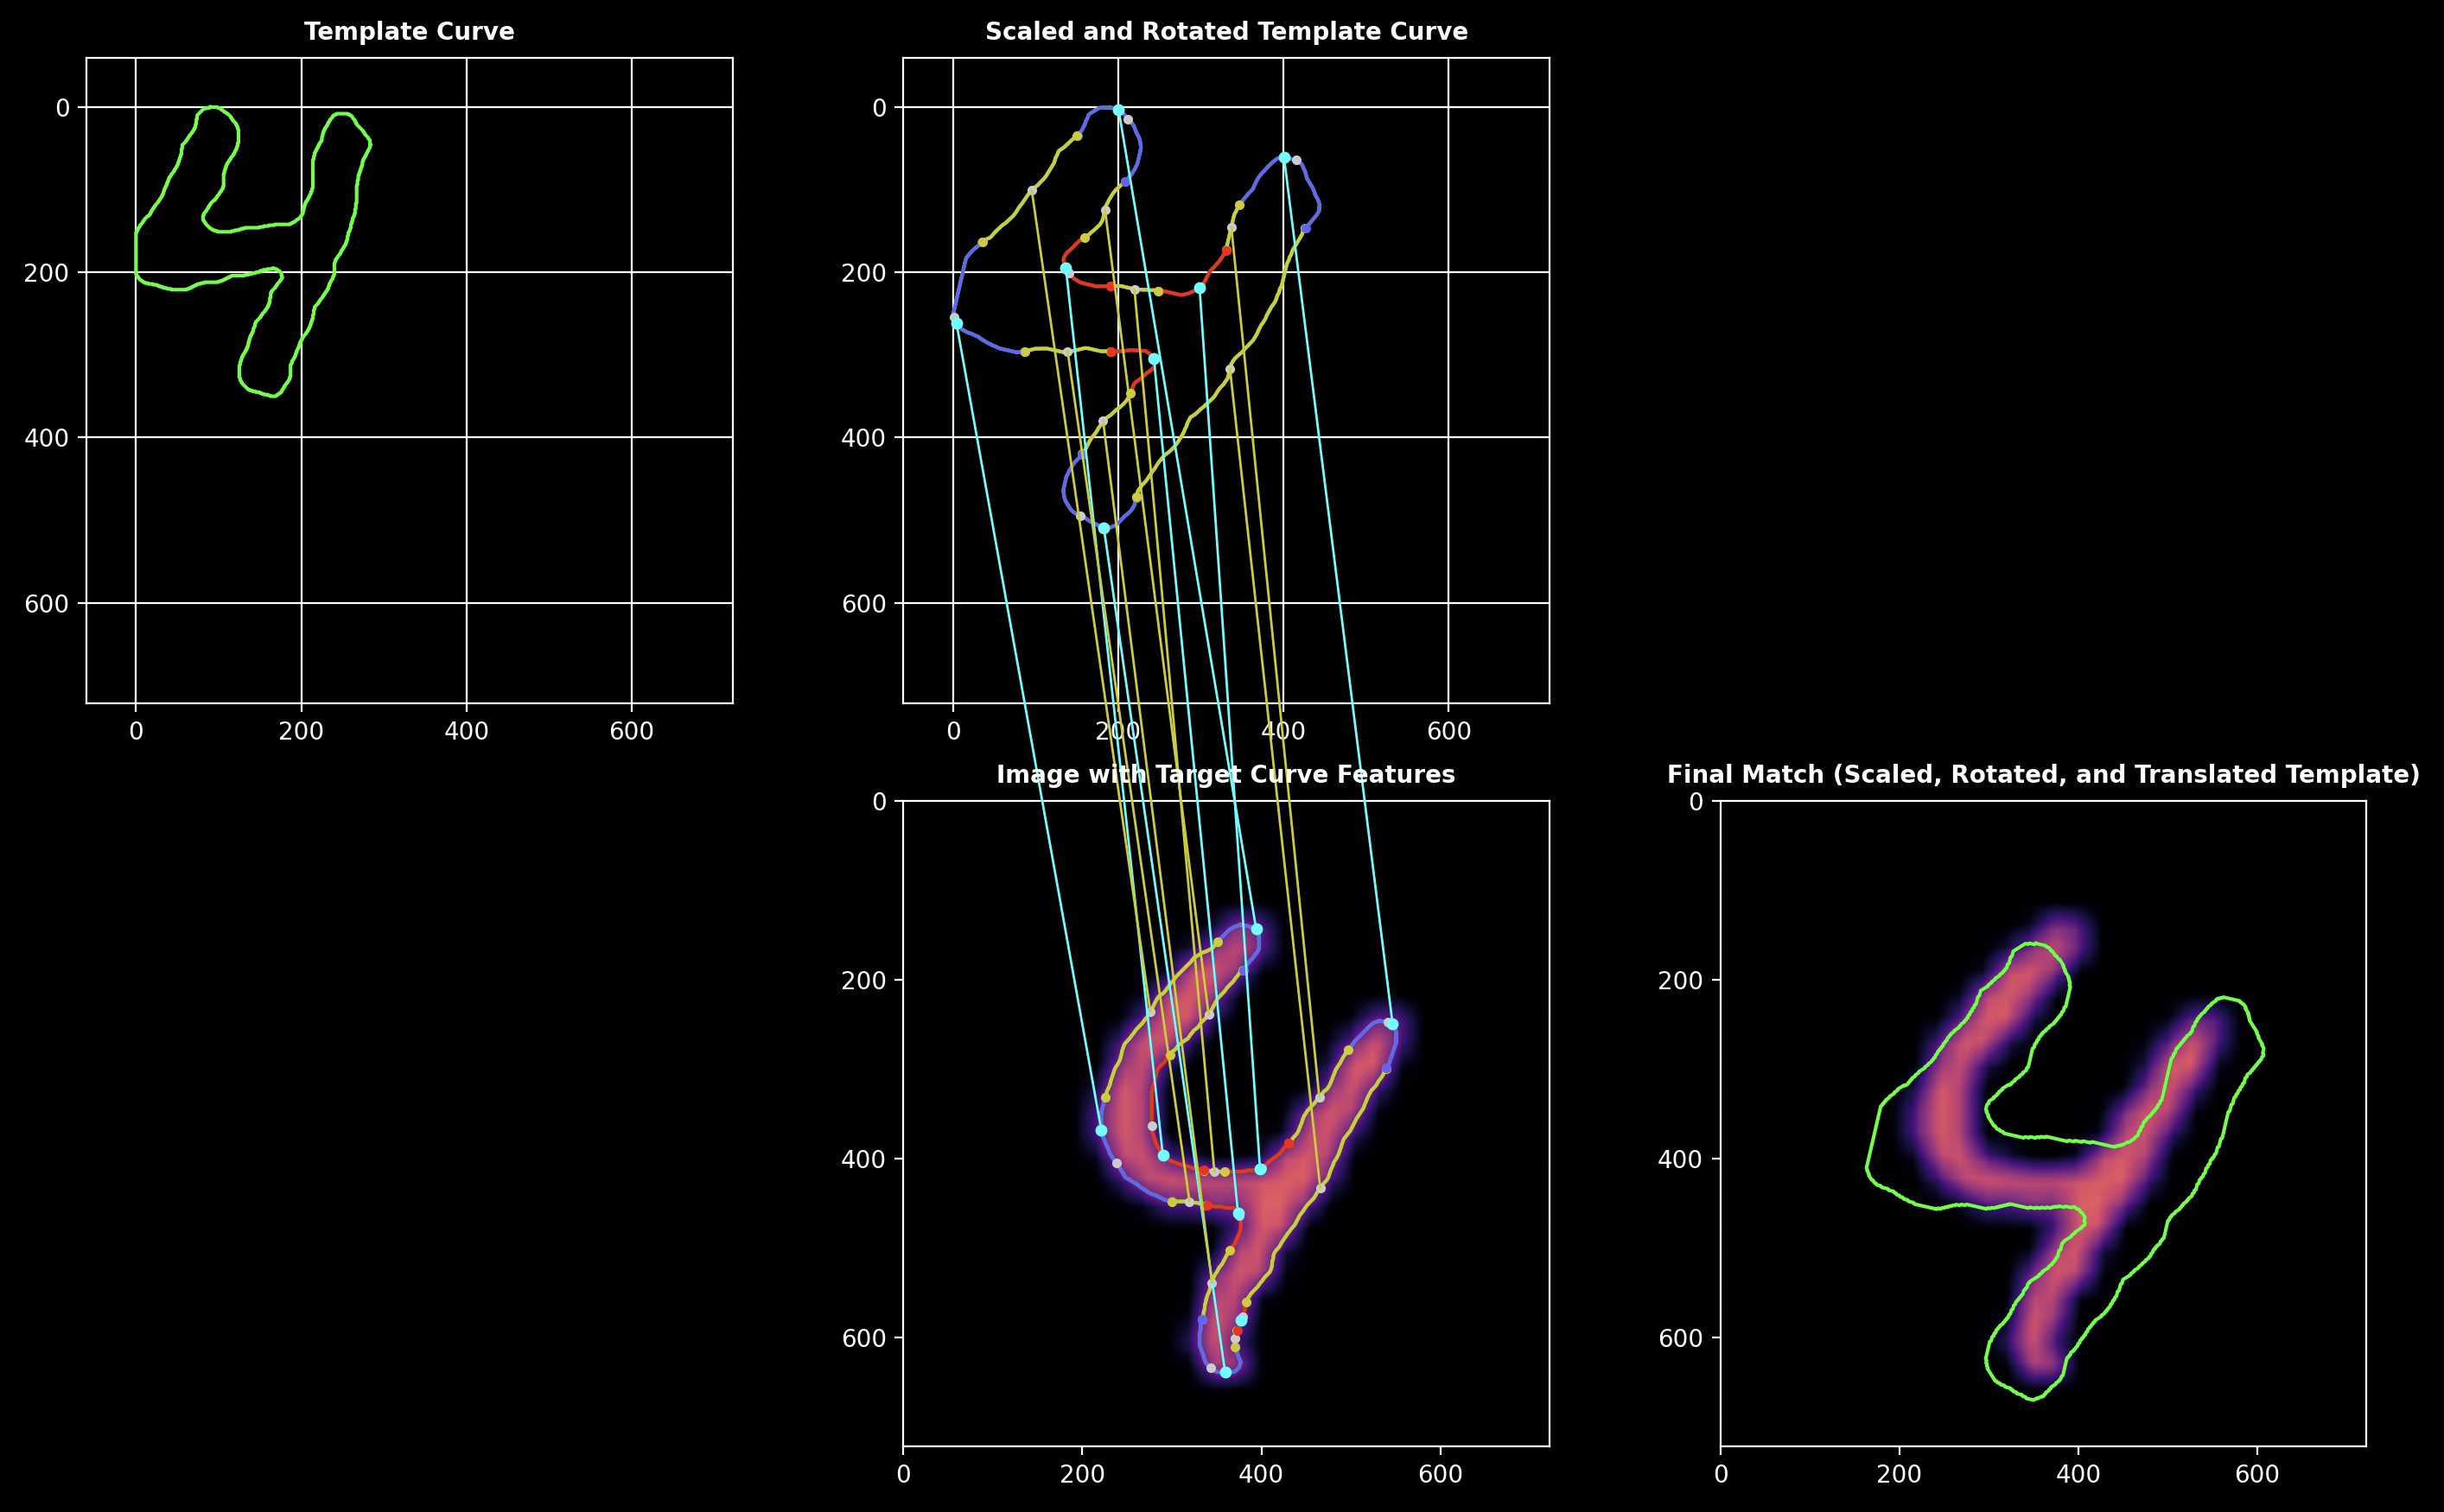 Template Curve
0
200
400
600
0 200 400 600
Scaled and Rotated Template Curve
0
200
400
600
0 200 400 600
Image with Target Curve Features
0
200
400
600
0 200 400 600
Final Match (Scaled, Rotated, and Translated Template)
0
200
400
600
0 200 400 600
4